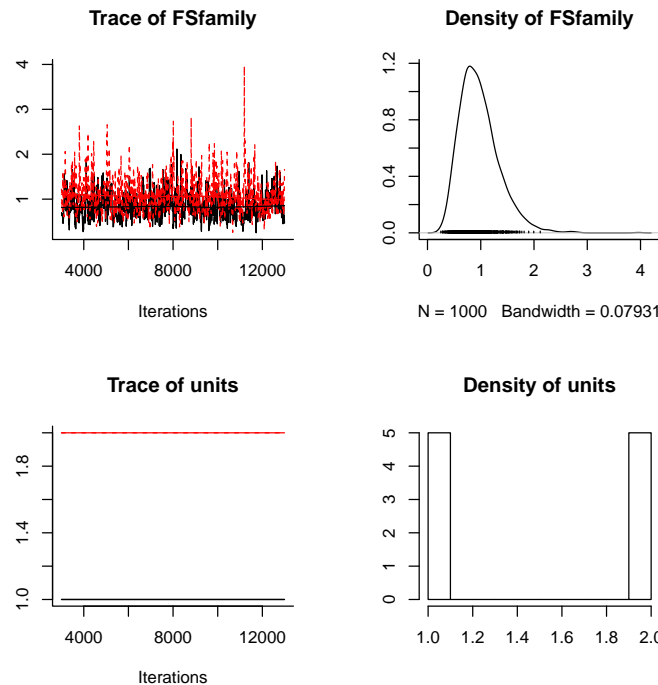 Trace of FSfamily
4
3
2
1
4000 8000 12000
Iterations
Density of FSfamily
1.2
0.8
0.4
0.0
0 1 2 3 4
N = 1000 Bandwidth = 0.07931
Trace of units
1.8
1.4
1.0
4000 8000 12000
Iterations
Density of units
5
4
3
2
1
0
1.0 1.2 1.4 1.6 1.8 2.0